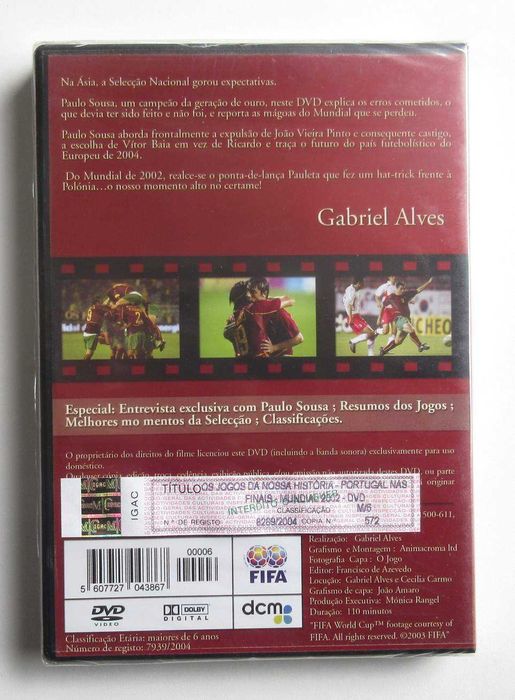 Na Ásia, a Selecção Nacional gorou expectativas.
Paulo Sousa, um campeão da geração de ouro, neste DVD explica os erros cometidos, o
que devia ter sido feito e não foi, e reporta as mágoas do Mundial que se perdeu.
Paulo Sousa aborda frontalmente a expulsão de João Vieira Pinto e consequente castigo,
a escolha de Vítor Baia em vez de Ricardo e traça o futuro do país futebolístico do
Europeu de 2004.
Do Mundial de 2002, realce-se o ponta-de-lança Pauleta que fez um hat-trick frente à
Polónia...o nosso momento alto no certame!
Gabriel Alves
Especial: Entrevista exclusiva com Paulo Sousa ; Resumos dos Jogos ;
Melhores mo mentos da Selecção ; Classificações.
O proprietário dos direitos do filme licenciou este DVD (incluindo a banda sonora) exclusivamente para uso
doméstico.
IGAC
TÍTULO OS JOGOS DA NOSSA HISTÓRIA - PORTUGAL NAS
FINAIS - MUNDIAL 2002 - DVD
CLASSIFICAÇÃO M/6
Nº DE REGISTO 8289/2004 CÓPIA N.º 572
500-611,
00006
5 607727 043867
FIFA
DVD
VIDEO
DOLBY
DIGITAL
dcm
Realização: Gabriel Alves
Grafismo e Montagem : Animacroma ltd
Fotografia Capa : O Jogo
Editor: Francisco de Azevedo
Locução: Gabriel Alves e Cecília Carmo
Grafismo de capa: João Amaro
Produção Executiva: Mónica Rangel
Duração: 110 minutos
"FIFA World Cup™ footage courtesy of
FIFA. All rights reserved. ©2003 FIFA"
Classificação Etária: maiores de 6 anos
Número de registo: 7939/2004